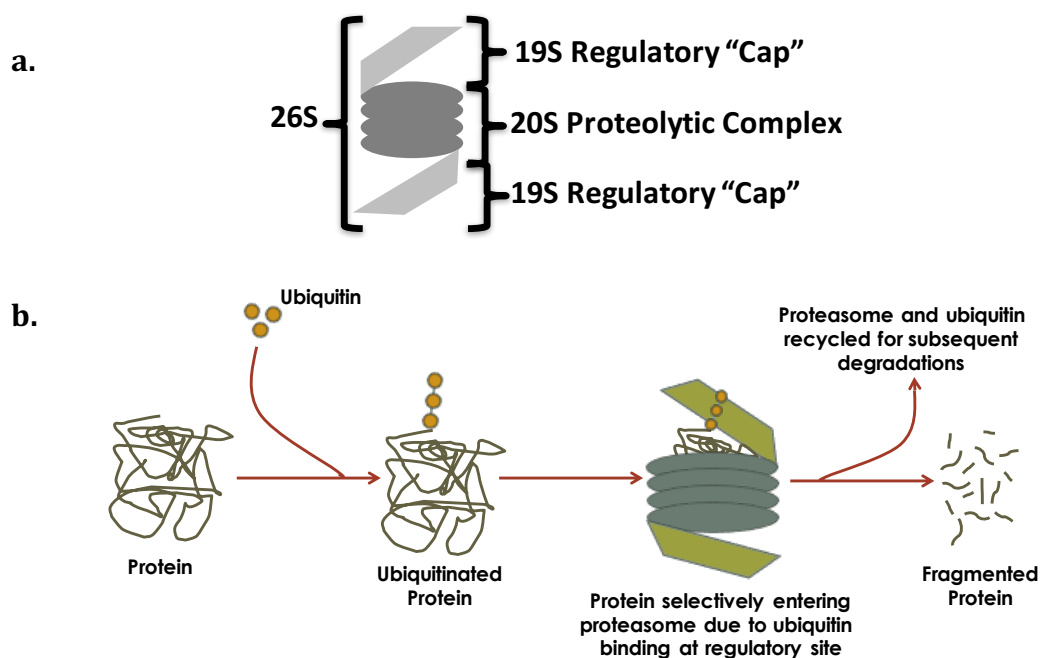 a.
19S Regulatory “Cap”
26S
20S Proteolytic Complex
19S Regulatory “Cap”
b.
Ubiquitin
Proteasome and ubiquitin
recycled for subsequent
degradations
Protein
Ubiquitinated
Protein
Protein selectively entering
proteasome due to ubiquitin
binding at regulatory site
Fragmented
Protein